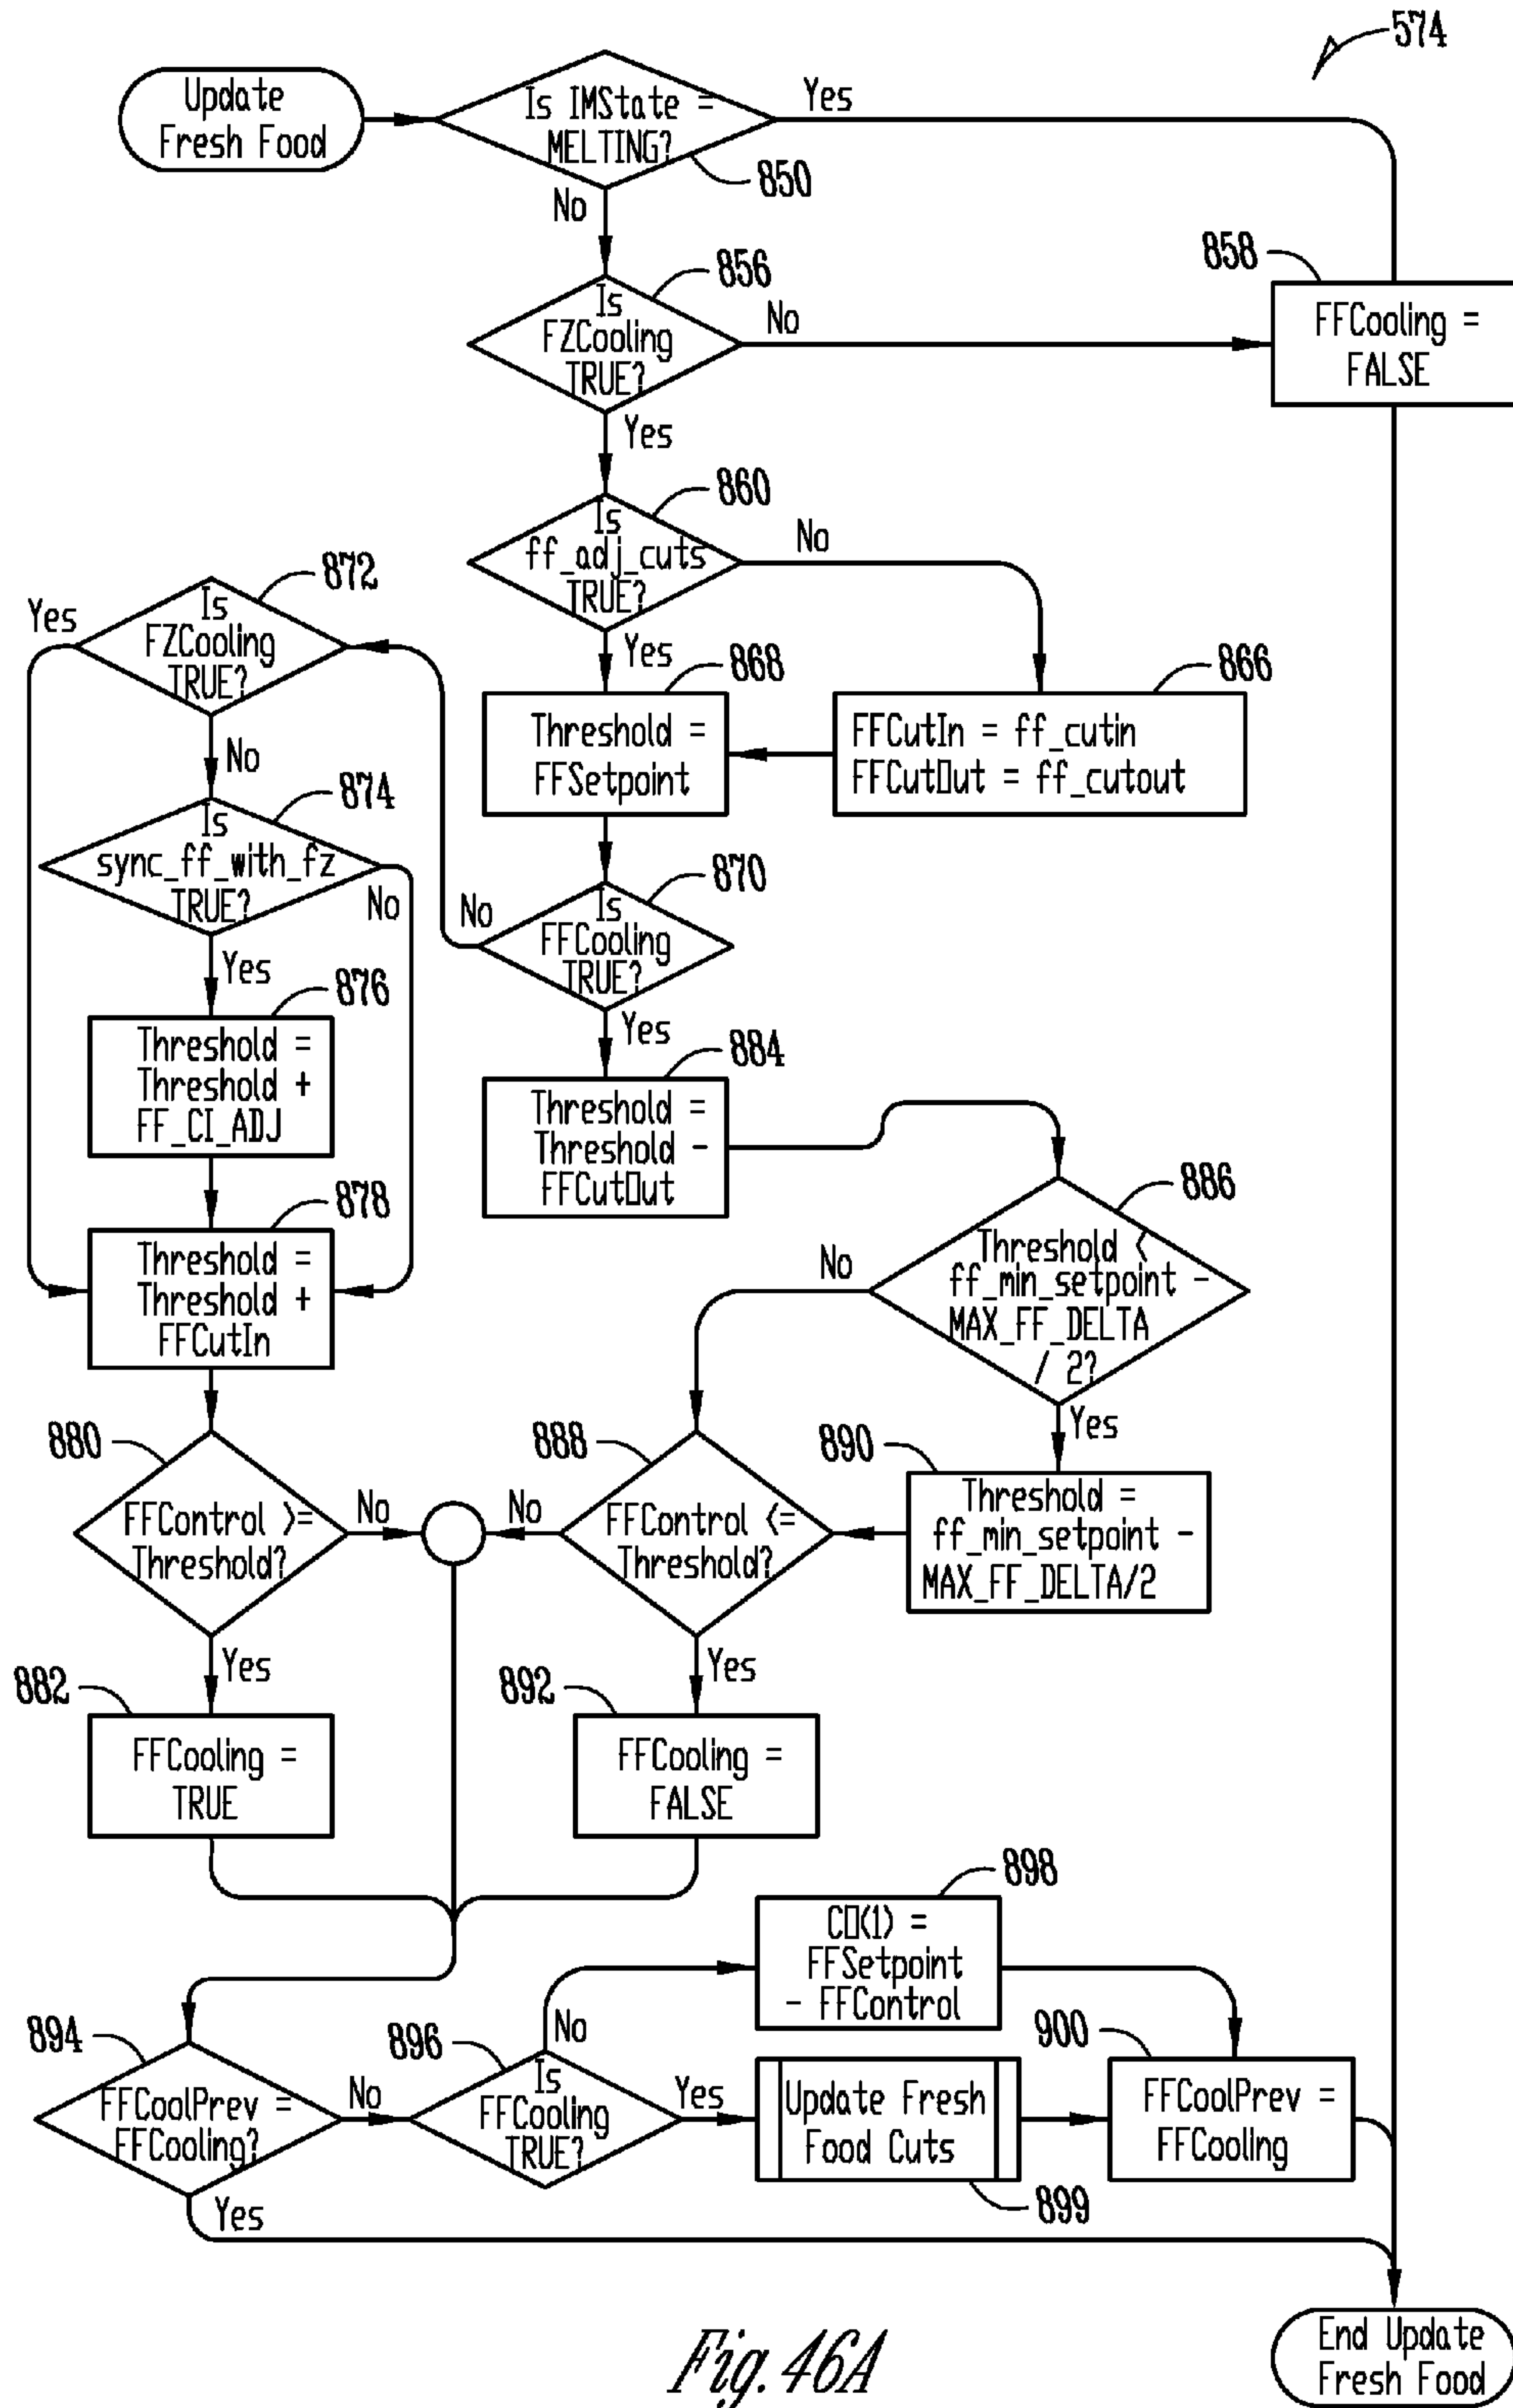 574
Update
Fresh Food
Is IMState =
MELTING?
Yes
850
No
856
Is
FZCooling
TRUE?
No
858
FFCooling =
FALSE
Yes
860
Is
ff_adj_cuts
TRUE?
No
872
Is
FZCooling
TRUE?
Yes
Yes
868
Threshold =
FFSetpoint
866
FFCutIn = ff_cutin
FFCutOut = ff_cutout
No
874
Is
sync_ff_with_fz
TRUE?
No
870
Is
FFCooling
TRUE?
No
Yes
876
Threshold =
Threshold +
FF_CI_ADJ
Yes
884
Threshold =
Threshold -
FFCutOut
878
Threshold =
Threshold +
FFCutIn
886
Threshold <
ff_min_setpoint -
MAX_FF_DELTA
/ 2?
No
Yes
880
FFControl >=
Threshold?
No
888
FFControl <=
Threshold?
No
890
Threshold =
ff_min_setpoint -
MAX_FF_DELTA/2
Yes
882
FFCooling =
TRUE
Yes
892
FFCooling =
FALSE
898
CO(1) =
FFSetpoint
- FFControl
894
FFCoolPrev =
FFCooling?
No
896
Is
FFCooling
TRUE?
No
Yes
Update Fresh
Food Cuts
899
900
FFCoolPrev =
FFCooling
Yes
End Update
Fresh Food
Fig. 46A